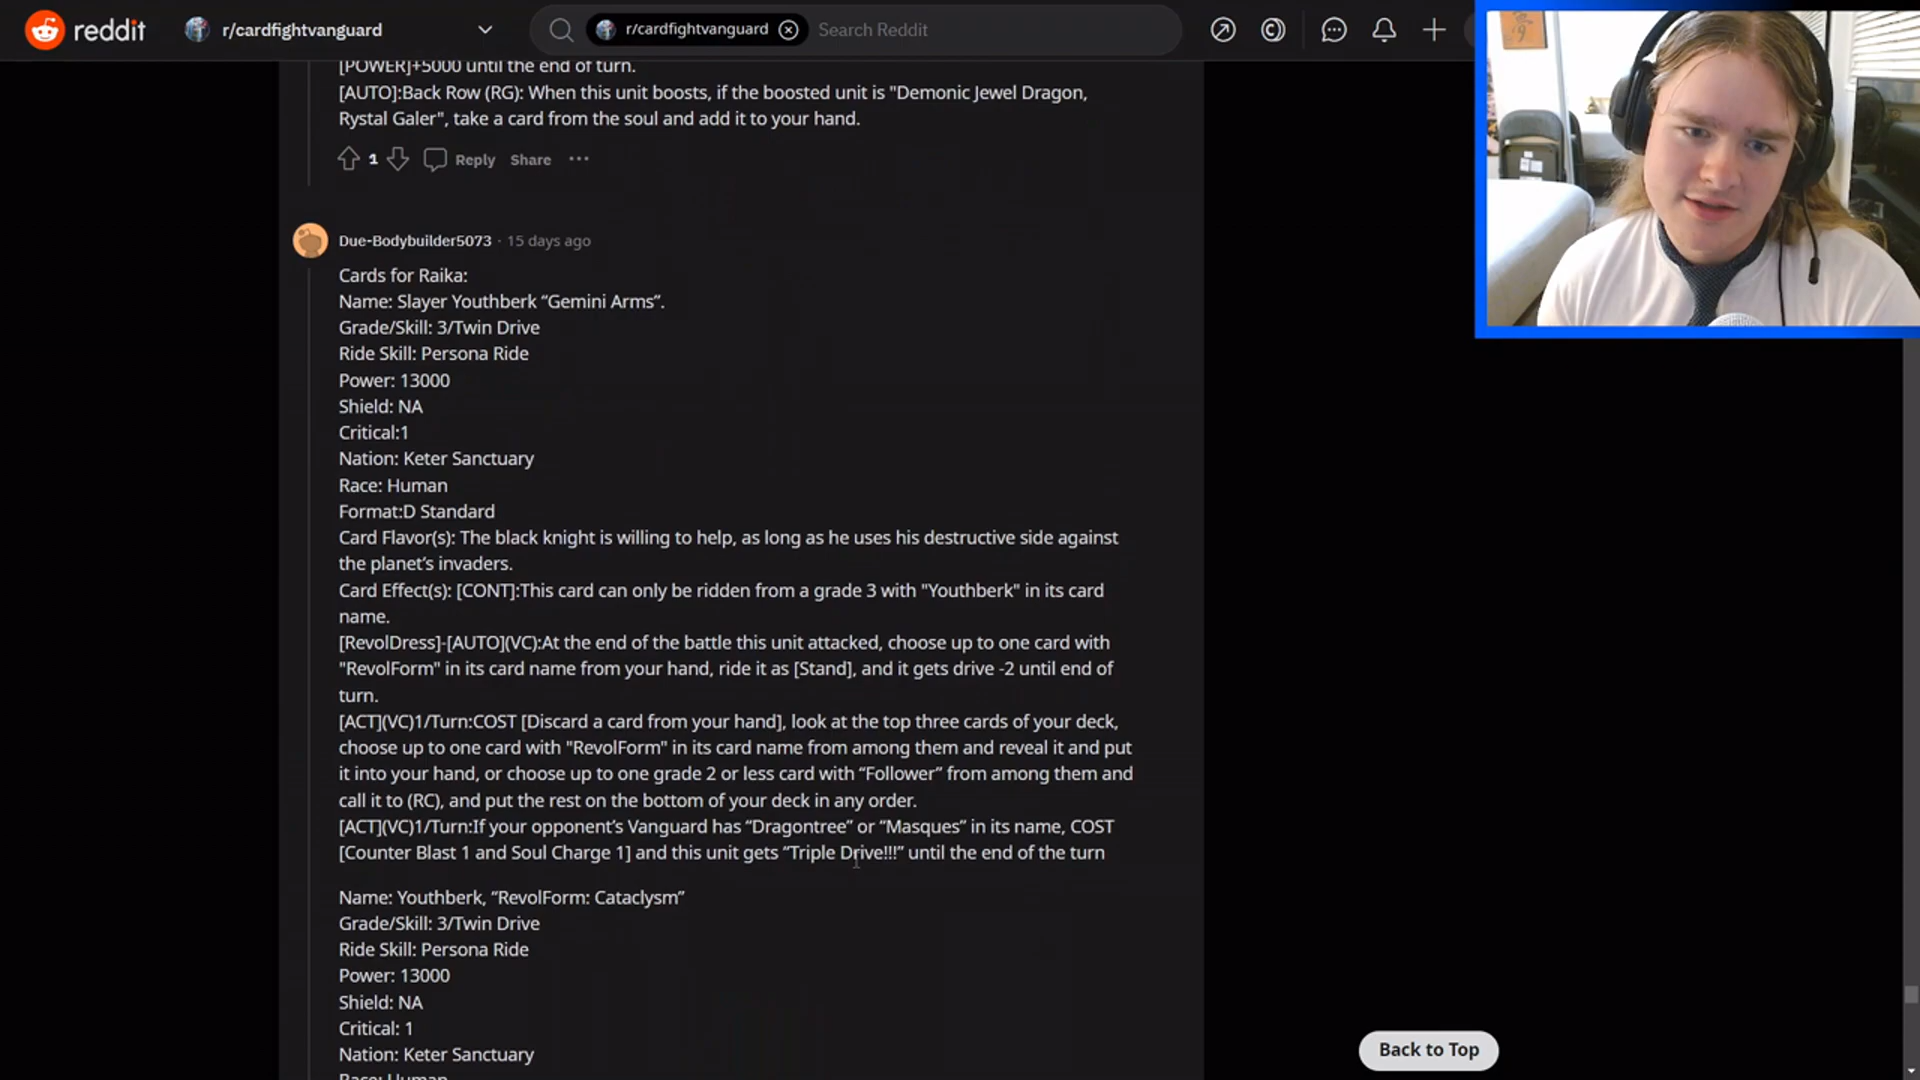 reddit
r/cardfightvanguard
r/cardfightvanguard
Search Reddit
[POWER]+5000 until the end of turn.
[AUTO]:Back Row (RG): When this unit boosts, if the boosted unit is "Demonic Jewel Dragon,
Rystal Galer", take a card from the soul and add it to your hand.
1
Reply
Share
Due-Bodybuilder5073 · 15 days ago
Cards for Raika:
Name: Slayer Youthberk “Gemini Arms”.
Grade/Skill: 3/Twin Drive
Ride Skill: Persona Ride
Power: 13000
Shield: NA
Critical:1
Nation: Keter Sanctuary
Race: Human
Format:D Standard
Card Flavor(s): The black knight is willing to help, as long as he uses his destructive side against
the planet’s invaders.
Card Effect(s): [CONT]:This card can only be ridden from a grade 3 with "Youthberk" in its card
name.
[RevolDress]-[AUTO](VC):At the end of the battle this unit attacked, choose up to one card with
"RevolForm" in its card name from your hand, ride it as [Stand], and it gets drive -2 until end of
turn.
[ACT](VC)1/Turn:COST [Discard a card from your hand], look at the top three cards of your deck,
choose up to one card with "RevolForm" in its card name from among them and reveal it and put
it into your hand, or choose up to one grade 2 or less card with “Follower” from among them and
call it to (RC), and put the rest on the bottom of your deck in any order.
[ACT](VC)1/Turn:If your opponent’s Vanguard has “Dragontree” or “Masques” in its name, COST
[Counter Blast 1 and Soul Charge 1] and this unit gets “Triple Drive!!!” until the end of the turn
Name: Youthberk, “RevolForm: Cataclysm”
Grade/Skill: 3/Twin Drive
Ride Skill: Persona Ride
Power: 13000
Shield: NA
Critical: 1
Nation: Keter Sanctuary
Race: Human
Back to Top